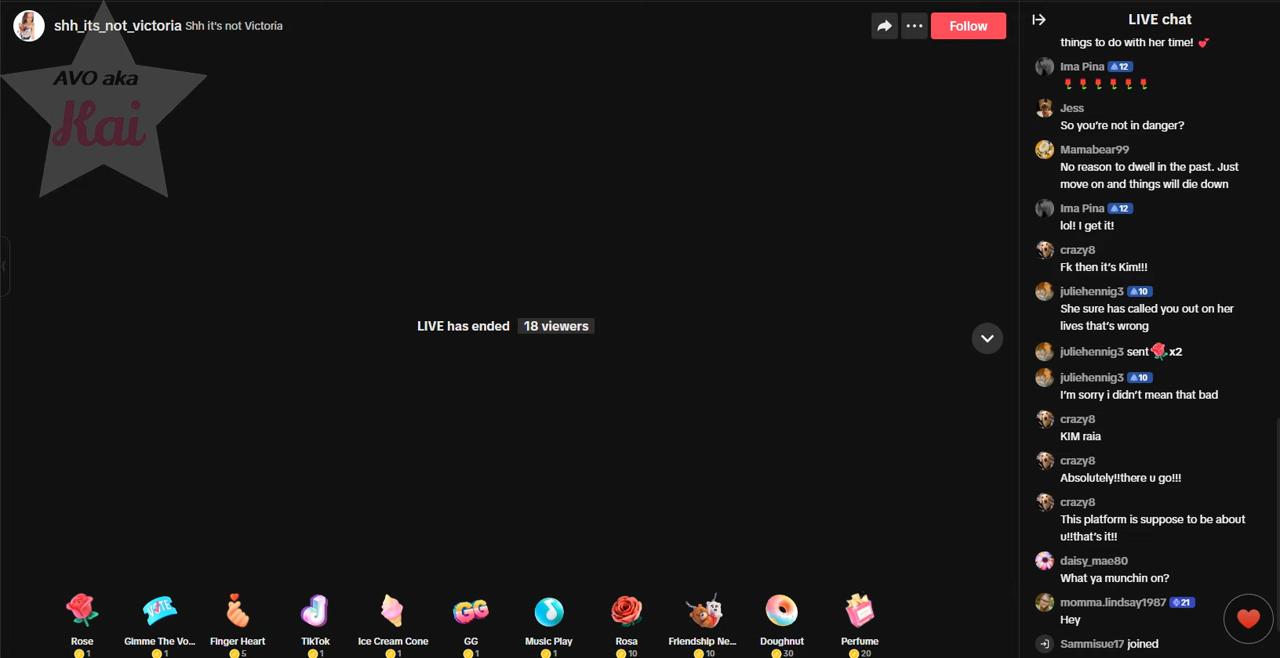 shh_its_not_victoria Shh it's not Victoria
Follow
AVO aka
Kai
LIVE has ended 18 viewers
Rose
1
Gimme The Vo...
1
Finger Heart
5
TikTok
1
Ice Cream Cone
1
GG
GG
1
Music Play
1
Rosa
10
Friendship Ne...
10
Doughnut
30
Perfume
20
LIVE chat
things to do with her time! 💕
Ima Pina 12
🌹🌹🌹🌹🌹🌹
Jess
So you're not in danger?
Mamabear99
No reason to dwell in the past. Just
move on and things will die down
Ima Pina 12
lol! I get it!
crazy8
Fk then it's Kim!!!
juliehennig3 10
She sure has called you out on her
lives that's wrong
juliehennig3 sent 🌹x2
juliehennig3 10
I'm sorry i didn't mean that bad
crazy8
KIM raia
crazy8
Absolutely!!there u go!!!
crazy8
This platform is suppose to be about
u!!that's it!!
daisy_mae80
What ya munchin on?
momma.lindsay1987 21
Hey
Sammisue17 joined